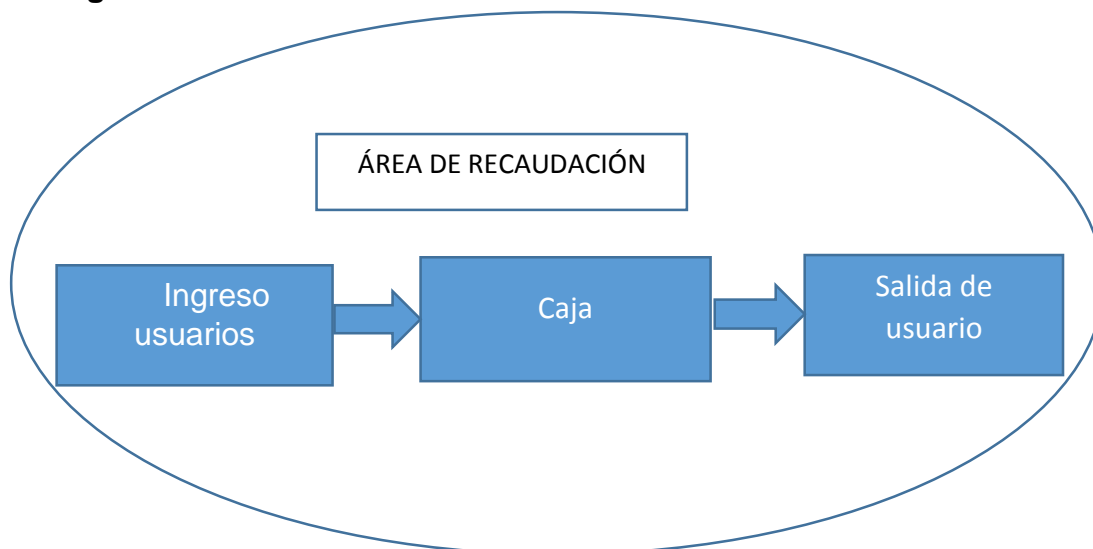 ÁREA DE RECAUDACIÓN
Ingreso
usuarios
Caja
Salida de
usuario